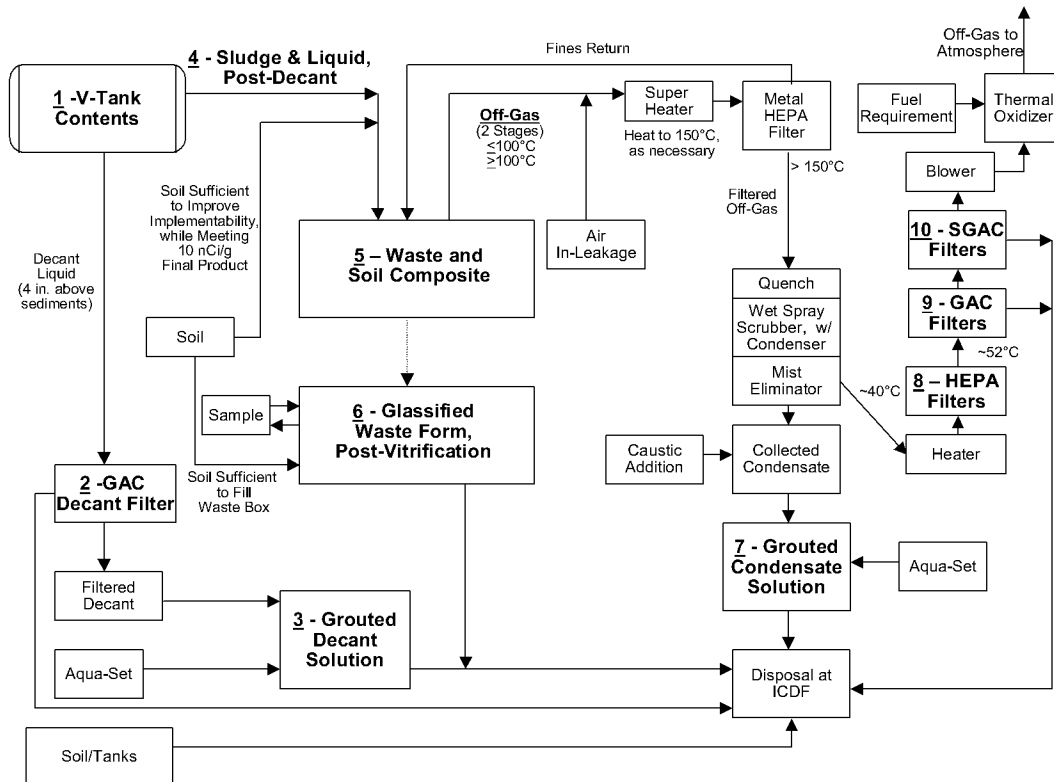 4 - Sludge & Liquid,
Post-Decant
Fines Return
Off-Gas to
Atmosphere
1 -V-Tank
Contents
Super
Heater
Metal
HEPA
Filter
Fuel
Requirement
Thermal
Oxidizer
Off-Gas
(2 Stages)
≤100°C
≥100°C
Heat to 150°C,
as necessary
> 150°C
Blower
Soil Sufficient
to Improve
Implementability,
while Meeting
10 nCi/g
Final Product
Filtered
Off-Gas
10 - SGAC
Filters
Air
In-Leakage
5 – Waste and
Soil Composite
Decant
Liquid
(4 in. above
sediments)
Quench
Wet Spray
Scrubber, w/
Condenser
Mist
Eliminator
9 - GAC
Filters
Soil
~52°C
~40°C
8 – HEPA
Filters
Sample
6 - Glassified
Waste Form,
Post-Vitrification
Caustic
Addition
Collected
Condensate
Heater
2 -GAC
Decant Filter
Soil Sufficient
to Fill
Waste Box
7 - Grouted
Condensate
Solution
Aqua-Set
Filtered
Decant
3 - Grouted
Decant
Solution
Aqua-Set
Disposal at
ICDF
Soil/Tanks